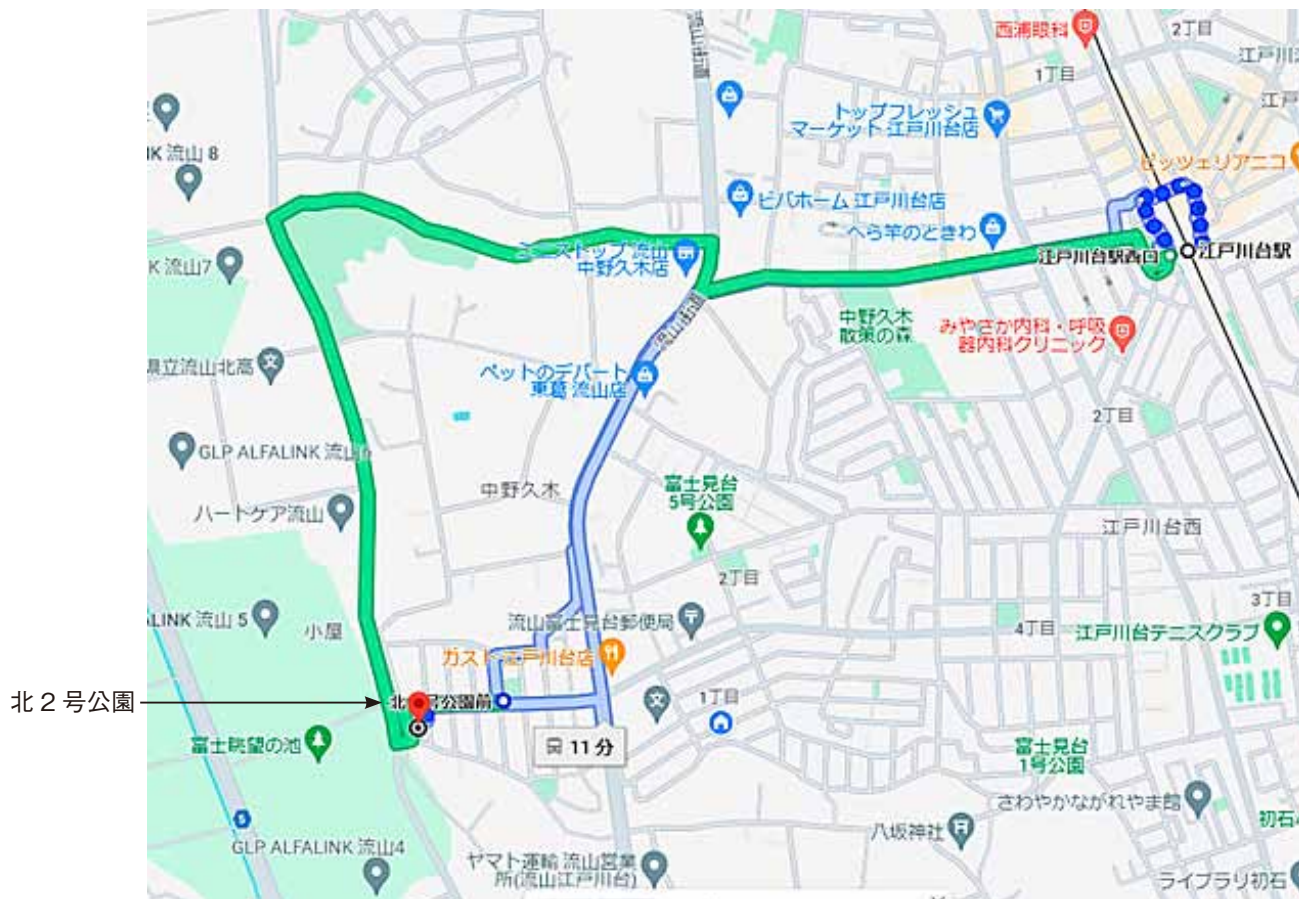 西浦眼科
2丁目
1丁目
トップフレッシュ
マーケット 江戸川台店
ピッツェリアニコ
IK 流山 8
ビバホーム 江戸川台店
へら竿のときわ
江戸川台駅西口
江戸川台駅
ミニストップ 流山
中野久木店
K 流山7
中野久木
散策の森
みやさか内科・呼吸
器内科クリニック
流山街道
県立流山北高
ペットのデパート
東葛 流山店
2丁目
GLP ALFALINK 流山6
中野久木
富士見台
5号公園
ハートケア流山
江戸川台西
2丁目
3丁目
LINK 流山 5
小屋
流山富士見台郵便局
4丁目
江戸川台テニスクラブ
ガスト 江戸川台店
北2号公園
号公園前
1丁目
11 分
富士眺望の池
富士見台
1号公園
さわやかながれやま館
初石
八坂神社
GLP ALFALINK 流山4
ヤマト運輸 流山営業
所(流山江戸川台)
ライブラリ初石